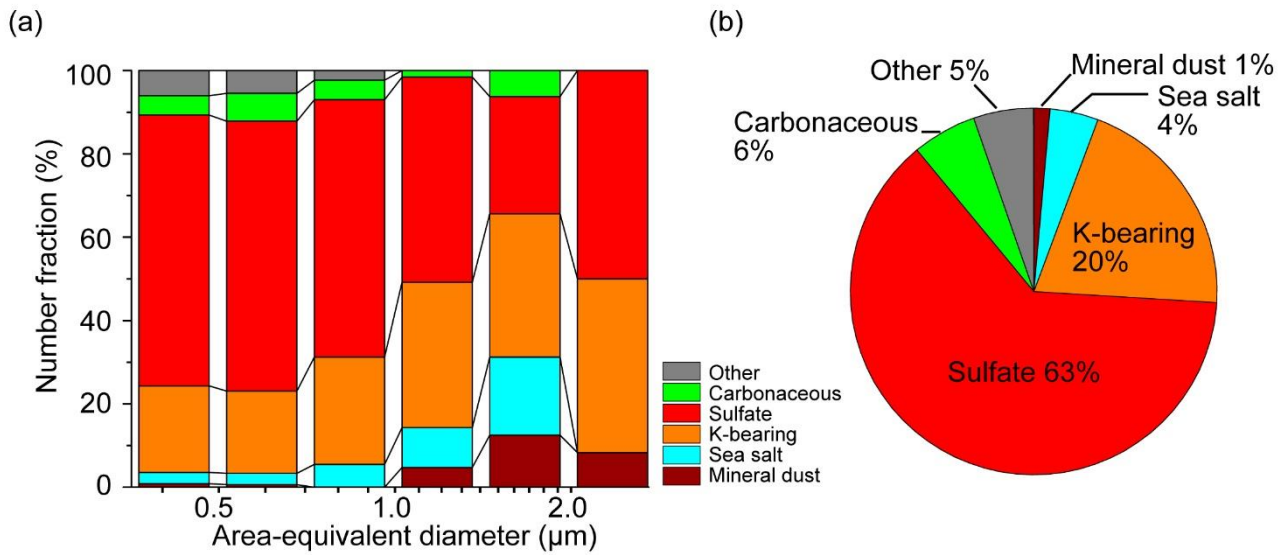 (a)
100
80
60
40
20
0
Number fraction (%)
0.5
1.0
2.0
Area-equivalent diameter (μm)
Other
Carbonaceous
Sulfate
K-bearing
Sea salt
Mineral dust
(b)
Other 5%
Mineral dust 1%
Sea salt
4%
Carbonaceous
6%
K-bearing
20%
Sulfate 63%